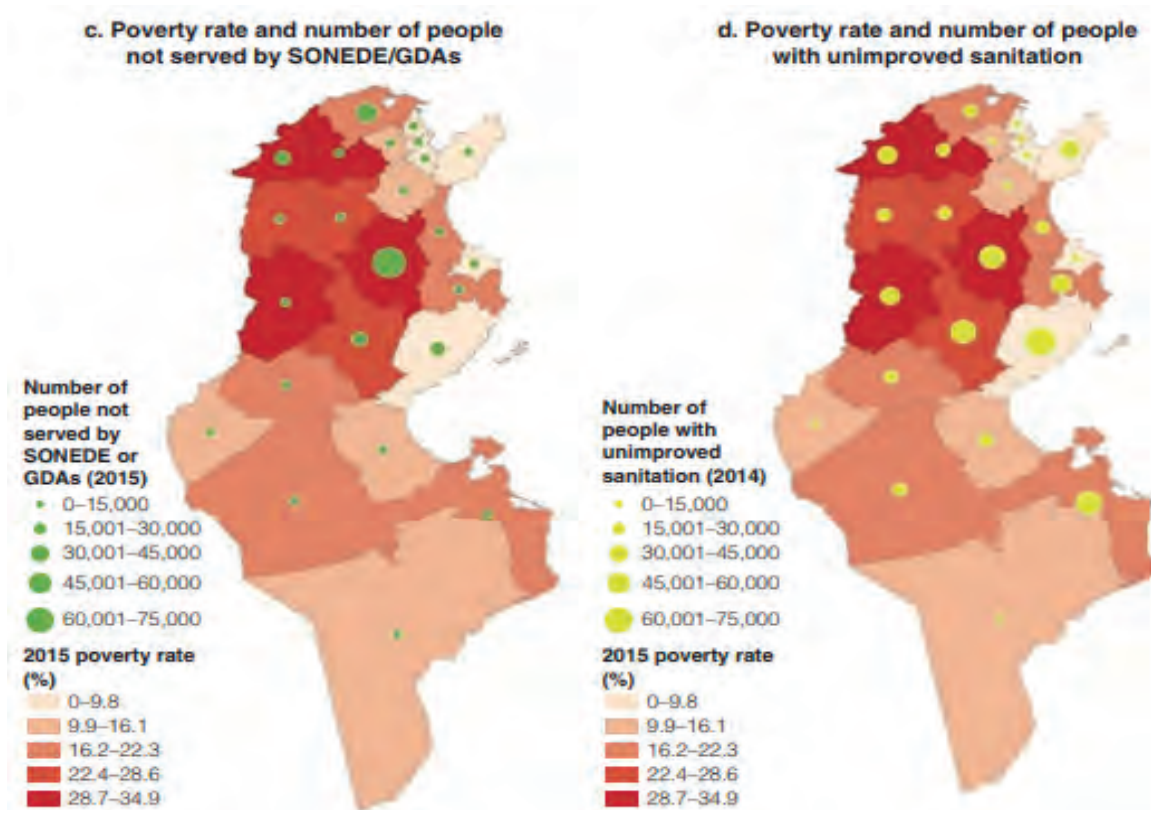 c. Poverty rate and number of people
not served by SONEDE/GDAs
Number of
people not
served by
SONEDE or
GDAs (2015)
0–15,000
15,001–30,000
30,001–45,000
45,001–60,000
60,001–75,000
2015 poverty rate
(%)
0–9.8
9.9–16.1
16.2–22.3
22.4–28.6
28.7–34.9
d. Poverty rate and number of people
with unimproved sanitation
Number of
people with
unimproved
sanitation (2014)
0–15,000
15,001–30,000
30,001–45,000
45,001–60,000
60,001–75,000
2015 poverty rate
(%)
0–9.8
9.9–16.1
16.2–22.3
22.4–28.6
28.7–34.9